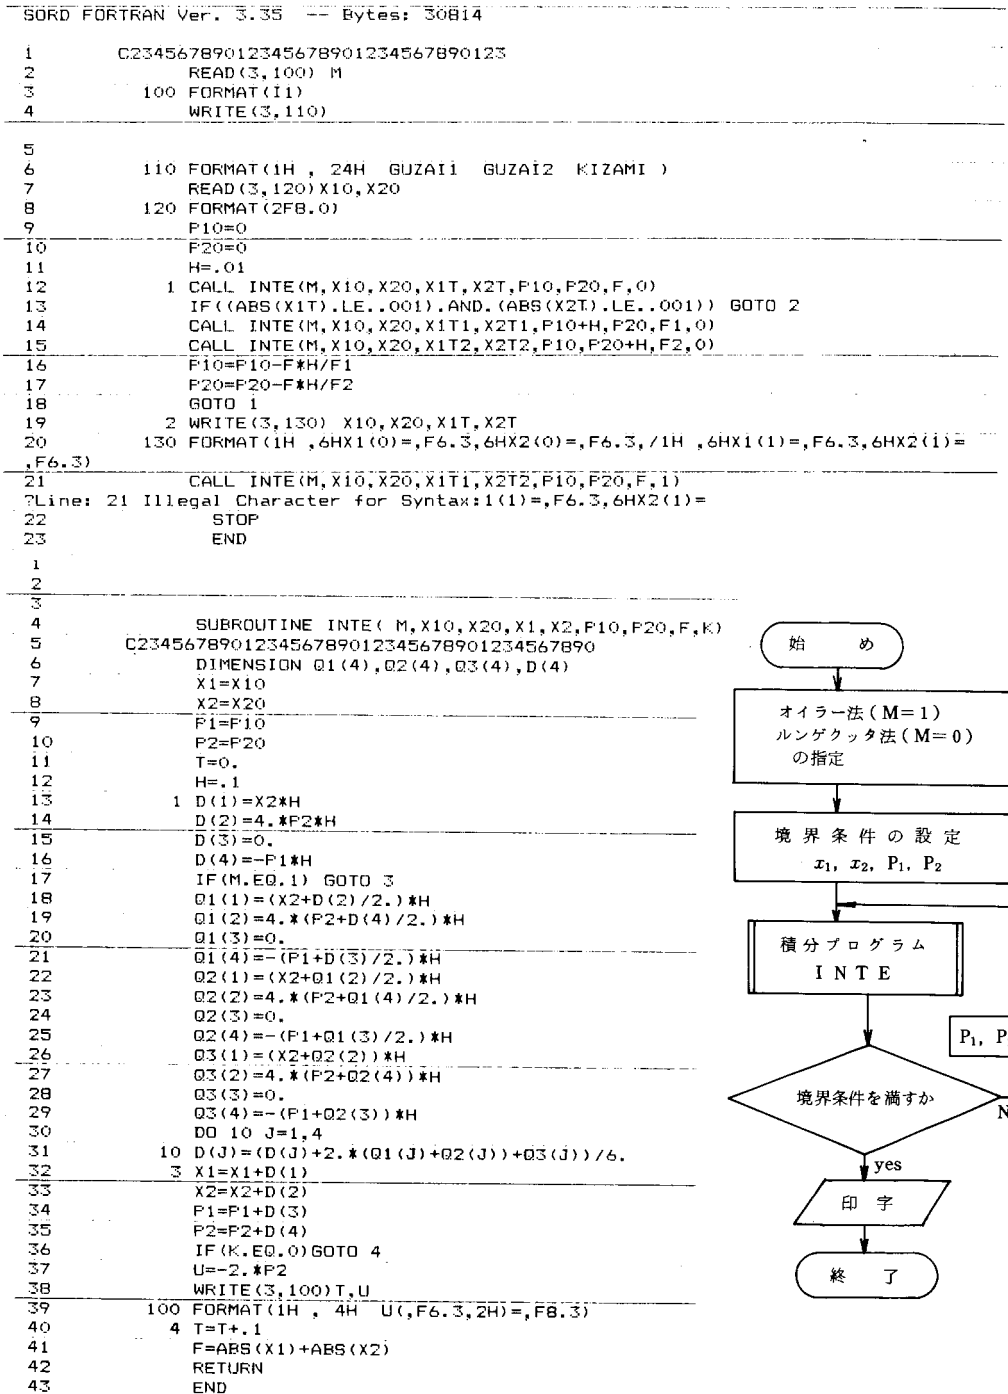 SORD FORTRAN Ver. 3.35 -- Bytes: 30814
1 C23456789012345678901234567890123
2 READ(3,100) M
3 100 FORMAT(I1)
4 WRITE(3,110)
5
6 110 FORMAT(1H , 24H GUZAI1 GUZAI2 KIZAMI )
7 READ(3,120)X10,X20
8 120 FORMAT(2F8.0)
9 P10=0
10 P20=0
11 H=.01
12 1 CALL INTE(M,X10,X20,X1T,X2T,P10,P20,F,0)
13 IF((ABS(X1T).LE..001).AND.(ABS(X2T).LE..001)) GOTO 2
14 CALL INTE(M,X10,X20,X1T1,X2T1,P10+H,P20,F1,0)
15 CALL INTE(M,X10,X20,X1T2,X2T2,P10,P20+H,F2,0)
16 P10=P10-F*H/F1
17 P20=P20-F*H/F2
18 GOTO 1
19 2 WRITE(3,130) X10,X20,X1T,X2T
20 130 FORMAT(1H ,6HX1(0)=,F6.3,6HX2(0)=,F6.3,/1H ,6HX1(1)=,F6.3,6HX2(1)=
,F6.3)
21 CALL INTE(M,X10,X20,X1T1,X2T2,P10,P20,F,1)
?Line: 21 Illegal Character for Syntax:1(1)=,F6.3,6HX2(1)=
22 STOP
23 END
1
2
3
4 SUBROUTINE INTE( M,X10,X20,X1,X2,P10,P20,F,K)
5 C234567890123456789012345678901234567890
6 DIMENSION Q1(4),Q2(4),Q3(4),D(4)
7 X1=X10
8 X2=X20
9 P1=P10
10 P2=P20
11 T=0.
12 H=.1
13 1 D(1)=X2*H
14 D(2)=4.*P2*H
15 D(3)=0.
16 D(4)=-P1*H
17 IF(M.EQ.1) GOTO 3
18 Q1(1)=(X2+D(2)/2.)*H
19 Q1(2)=4.*(P2+D(4)/2.)*H
20 Q1(3)=0.
21 Q1(4)=-(P1+D(3)/2.)*H
22 Q2(1)=(X2+Q1(2)/2.)*H
23 Q2(2)=4.*(P2+Q1(4)/2.)*H
24 Q2(3)=0.
25 Q2(4)=-(P1+Q1(3)/2.)*H
26 Q3(1)=(X2+Q2(2))*H
27 Q3(2)=4.*(P2+Q2(4))*H
28 Q3(3)=0.
29 Q3(4)=-(P1+Q2(3))*H
30 DO 10 J=1,4
31 10 D(J)=(D(J)+2.*(Q1(J)+Q2(J))+Q3(J))/6.
32 3 X1=X1+D(1)
33 X2=X2+D(2)
34 P1=P1+D(3)
35 P2=P2+D(4)
36 IF(K.EQ.0)GOTO 4
37 U=-2.*P2
38 WRITE(3,100)T,U
39 100 FORMAT(1H , 4H U(,F6.3,2H)=,F8.3)
40 4 T=T+.1
41 F=ABS(X1)+ABS(X2)
42 RETURN
43 END
始 め
オイラー法(M=1)
ルンゲクッタ法(M=0)
の指定
境界条件の設定
x₁, x₂, P₁, P₂
積分プログラム
INTE
P₁, P
境界条件を満すか
N
yes
印 字
終 了